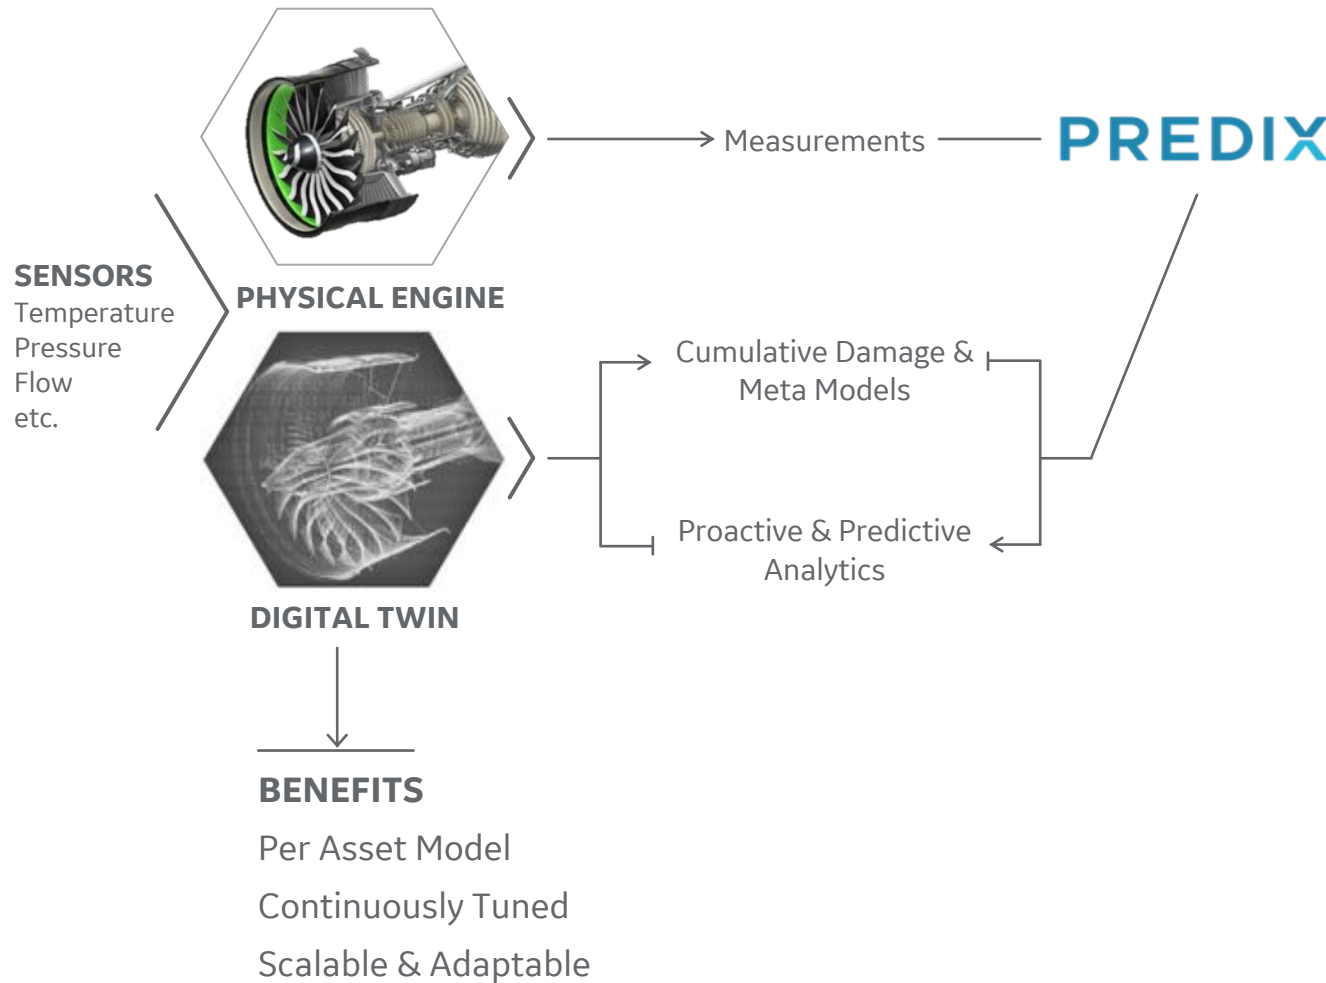 Measurements
PREDIX
SENSORS
Temperature
Pressure
Flow
etc.
PHYSICAL ENGINE
Cumulative Damage &
Meta Models
Proactive & Predictive
Analytics
DIGITAL TWIN
BENEFITS
Per Asset Model
Continuously Tuned
Scalable & Adaptable